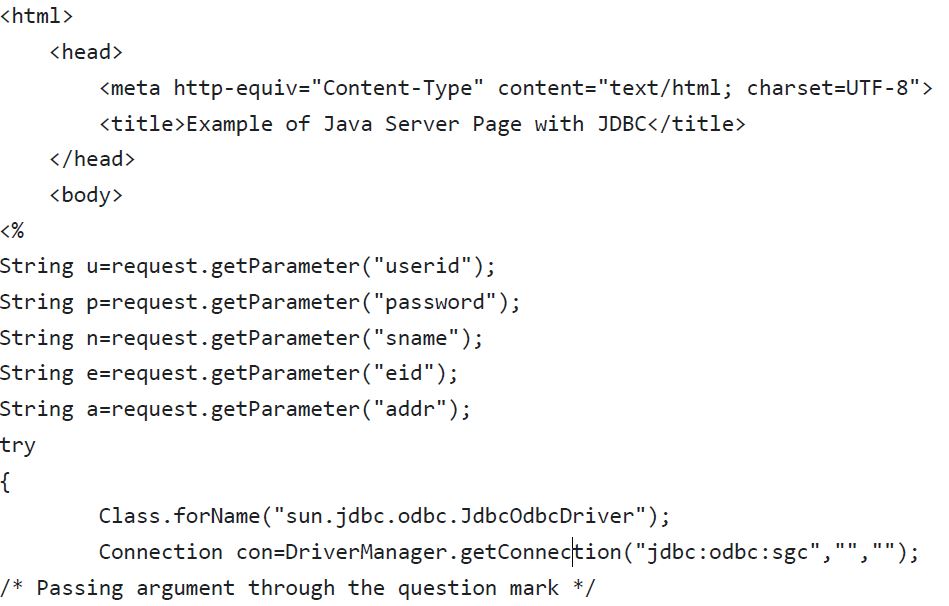 <html>
<head>
<meta http-equiv="Content-Type" content="text/html; charset=UTF-8">
<title>Example of Java Server Page with JDBC</title>
</head>
<body>
<%
String u=request.getParameter("userid");
String p=request.getParameter("password");
String n=request.getParameter("sname");
String e=request.getParameter("eid");
String a=request.getParameter("addr");
try
{
Class.forName("sun.jdbc.odbc.JdbcOdbcDriver");
Connection con=DriverManager.getConnection("jdbc:odbc:sgc","","");
/* Passing argument through the question mark */